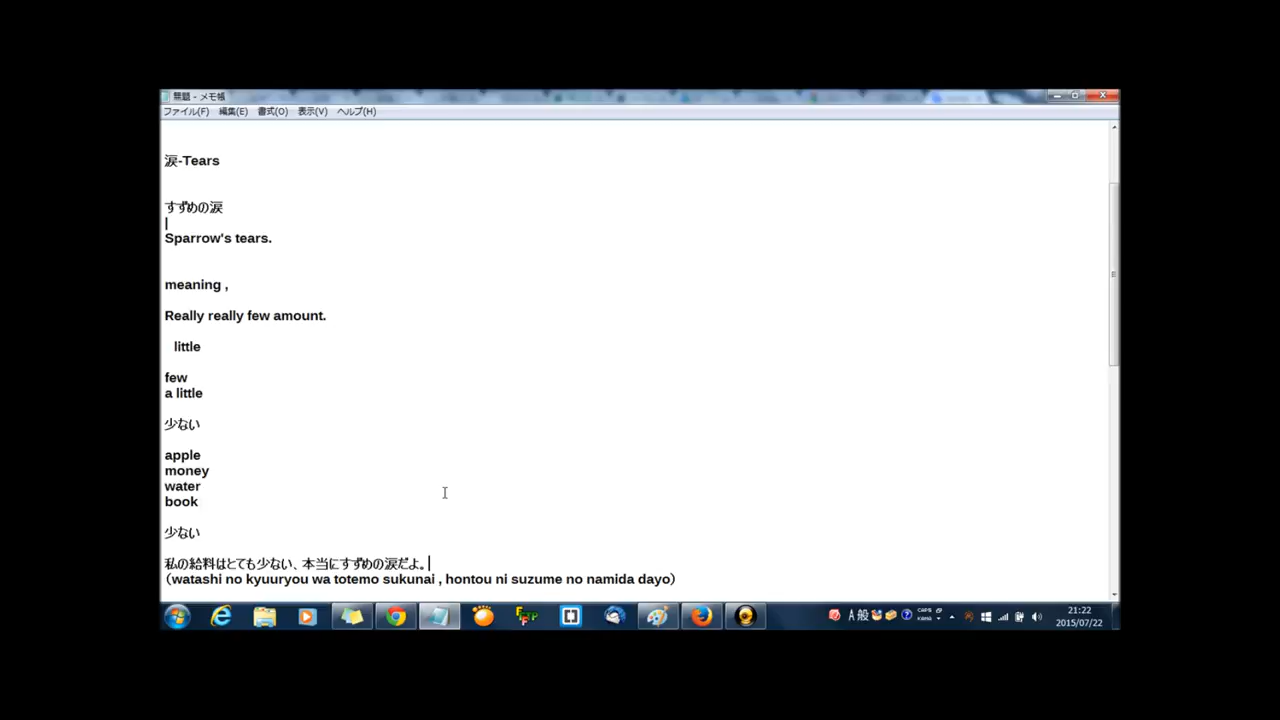 無題 - メモ帳
ファイル(F) 編集(E) 書式(O) 表示(V) ヘルプ(H)
涙-Tears
すずめの涙
Sparrow's tears.
meaning ,
Really really few amount.
little
few
a little
少ない
apple
money
water
book
少ない
私の給料はとても少ない、本当にすずめの涙だよ。
（watashi no kyuuryou wa totemo sukunai , hontou ni suzume no namida dayo）
A 般 CAPS KANA
21:22
2015/07/22